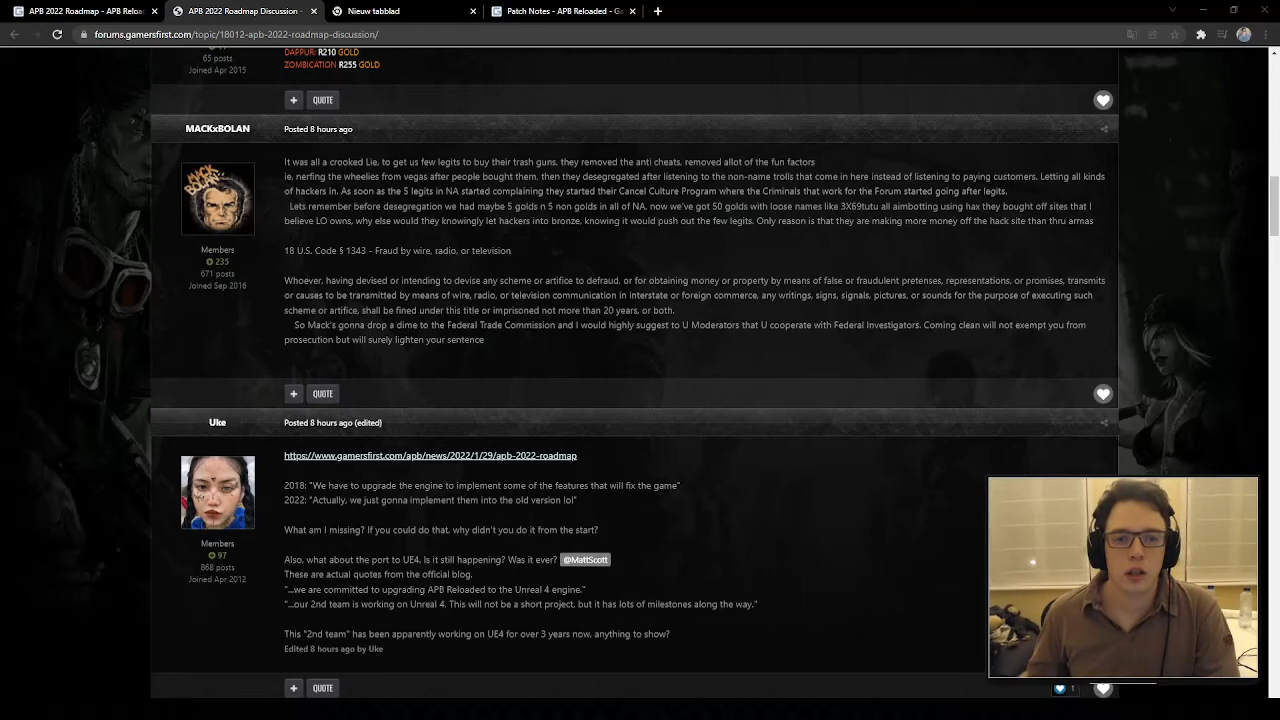 APB 2022 Roadmap - APB Reloa
APB 2022 Roadmap Discussion -
Nieuw tabblad
Patch Notes - APB Reloaded - Ga
forums.gamersfirst.com/topic/18012-apb-2022-roadmap-discussion/
65 posts
Joined Apr 2015
DAPPUR: R210 GOLD
ZOMBICATION R255 GOLD
+ QUOTE
MACKxBOLAN
Posted 8 hours ago
Members
235
671 posts
Joined Sep 2016
It was all a crooked Lie, to get us few legits to buy their trash guns, they removed the anti cheats, removed allot of the fun factors
ie, nerfing the wheelies from vegas after people bought them, then they desegregated after listening to the non-name trolls that come in here instead of listening to paying customers. Letting all kinds
of hackers in. As soon as the 5 legits in NA started complaining they started their Cancel Culture Program where the Criminals that work for the Forum started going after legits.
Lets remember before desegregation we had maybe 5 golds n 5 non golds in all of NA, now we've got 50 golds with loose names like 3X69tutu all aimbotting using hax they bought off sites that I
believe LO owns, why else would they knowingly let hackers into bronze, knowing it would push out the few legits. Only reason is that they are making more money off the hack site than thru armas
18 U.S. Code § 1343 - Fraud by wire, radio, or television
Whoever, having devised or intending to devise any scheme or artifice to defraud, or for obtaining money or property by means of false or fraudulent pretenses, representations, or promises, transmits
or causes to be transmitted by means of wire, radio, or television communication in interstate or foreign commerce, any writings, signs, signals, pictures, or sounds for the purpose of executing such
scheme or artifice, shall be fined under this title or imprisoned not more than 20 years, or both.
So Mack's gonna drop a dime to the Federal Trade Commission and I would highly suggest to U Moderators that U cooperate with Federal Investigators. Coming clean will not exempt you from
prosecution but will surely lighten your sentence
+ QUOTE
Uke
Posted 8 hours ago (edited)
Members
97
868 posts
Joined Apr 2012
https://www.gamersfirst.com/apb/news/2022/1/29/apb-2022-roadmap
2018: "We have to upgrade the engine to implement some of the features that will fix the game"
2022: "Actually, we just gonna implement them into the old version lol"
What am I missing? If you could do that, why didn't you do it from the start?
Also, what about the port to UE4. Is it still happening? Was it ever? @MattScott
These are actual quotes from the official blog.
"...we are committed to upgrading APB Reloaded to the Unreal 4 engine."
"...our 2nd team is working on Unreal 4. This will not be a short project, but it has lots of milestones along the way."
This "2nd team" has been apparently working on UE4 for over 3 years now, anything to show?
Edited 8 hours ago by Uke
+ QUOTE
1